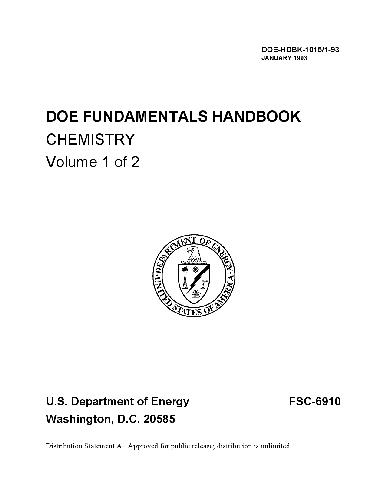 DOE-HDBK-1015/1-93
JANUARY 1993
DOE FUNDAMENTALS HANDBOOK
CHEMISTRY
Volume 1 of 2
DEPARTMENT OF ENERGY
UNITED STATES OF AMERICA
U.S. Department of Energy
FSC-6910
Washington, D.C. 20585
Distribution Statement A. Approved for public release; distribution is unlimited.